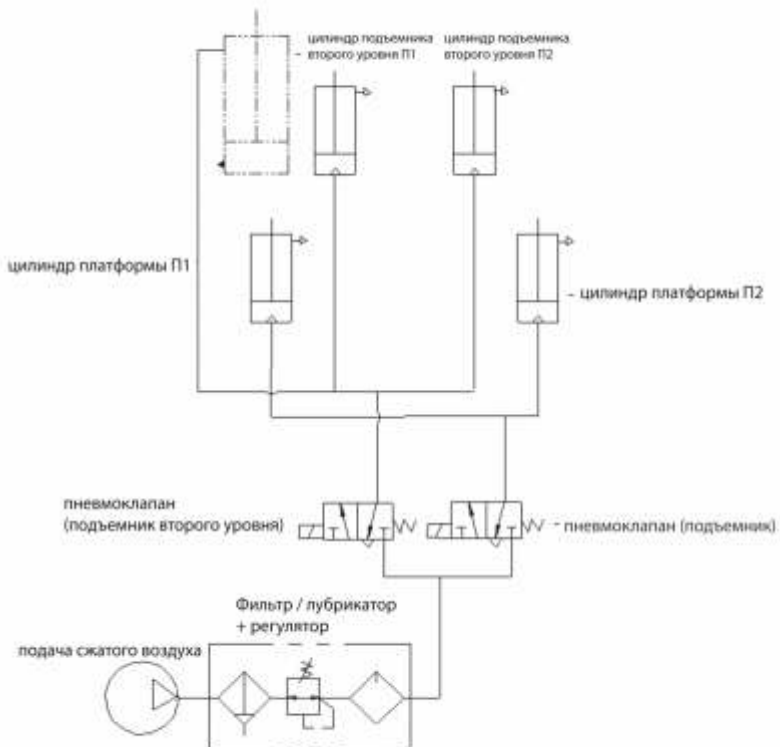 цилиндр подъемника
второго уровня П1
цилиндр подъемника
второго уровня П2
цилиндр платформы П1
– цилиндр платформы П2
пневмоклапан
(подъемник второго уровня)
- пневмоклапан (подъемник)
Фильтр / лубрикатор
+ регулятор
подача сжатого воздуха